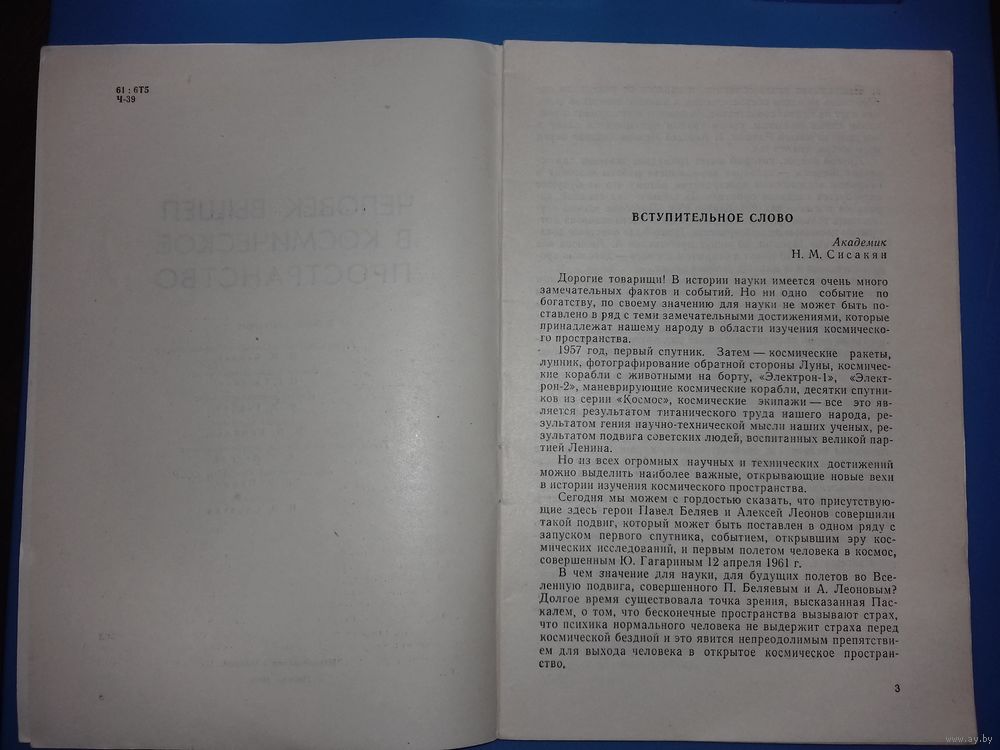 61 : 6Т5
Ч-39
ЧЕЛОВЕК ВЫШЕЛ
В КОСМИЧЕСКОЕ
ПРОСТРАНСТВО
ВСТУПИТЕЛЬНОЕ СЛОВО
Академик
Н. М. Сисакян
Дорогие товарищи! В истории науки имеется очень много
замечательных фактов и событий. Но ни одно событие по
богатству, по своему значению для науки не может быть по-
ставлено в ряд с теми замечательными достижениями, которые
принадлежат нашему народу в области изучения космическо-
го пространства.
1957 год, первый спутник. Затем — космические ракеты,
лунник, фотографирование обратной стороны Луны, космичес-
кие корабли с животными на борту, «Электрон-1», «Элект-
рон-2», маневрирующие космические корабли, десятки спутни-
ков из серии «Космос», космические экипажи — все это яв-
ляется результатом титанического труда нашего народа, ре-
зультатом гения научно-технической мысли наших ученых, ре-
зультатом подвига советских людей, воспитанных великой пар-
тией Ленина.
Но из всех огромных научных и технических достижений
можно выделить наиболее важные, открывающие новые вехи
в истории изучения космического пространства.
Сегодня мы можем с гордостью сказать, что присутствую-
щие здесь герои Павел Беляев и Алексей Леонов совершили
такой подвиг, который может быть поставлен в одном ряду с
запуском первого спутника, событием, открывшим эру кос-
мических исследований, и первым полетом человека в космос,
совершенным Ю. Гагариным 12 апреля 1961 г.
В чем значение для науки, для будущих полетов во Все-
ленную подвига, совершенного П. Беляевым и А. Леоновым?
Долгое время существовала точка зрения, высказанная Пас-
калем, о том, что бесконечные пространства вызывают страх,
что психика нормального человека не выдержит страха перед
космической бездной и это явится непреодолимым препятстви-
ем для выхода человека в открытое космическое простран-
ство.
3
www.ay.by